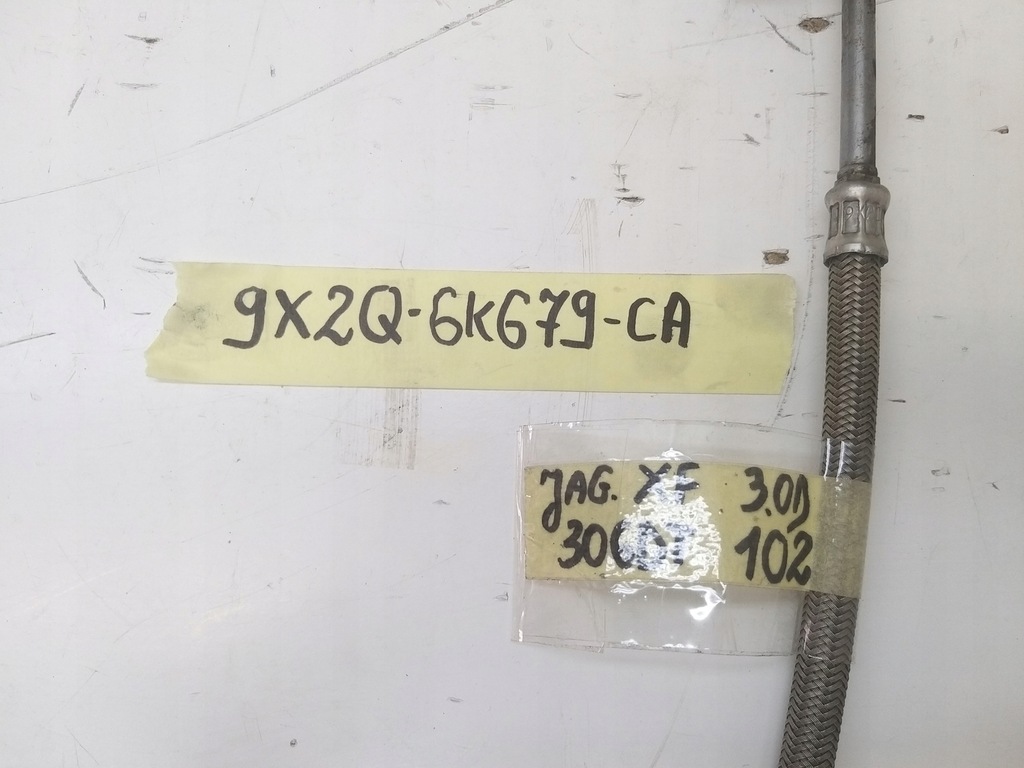 9X2Q-6K679-CA
JAG. XF 3.0D
102